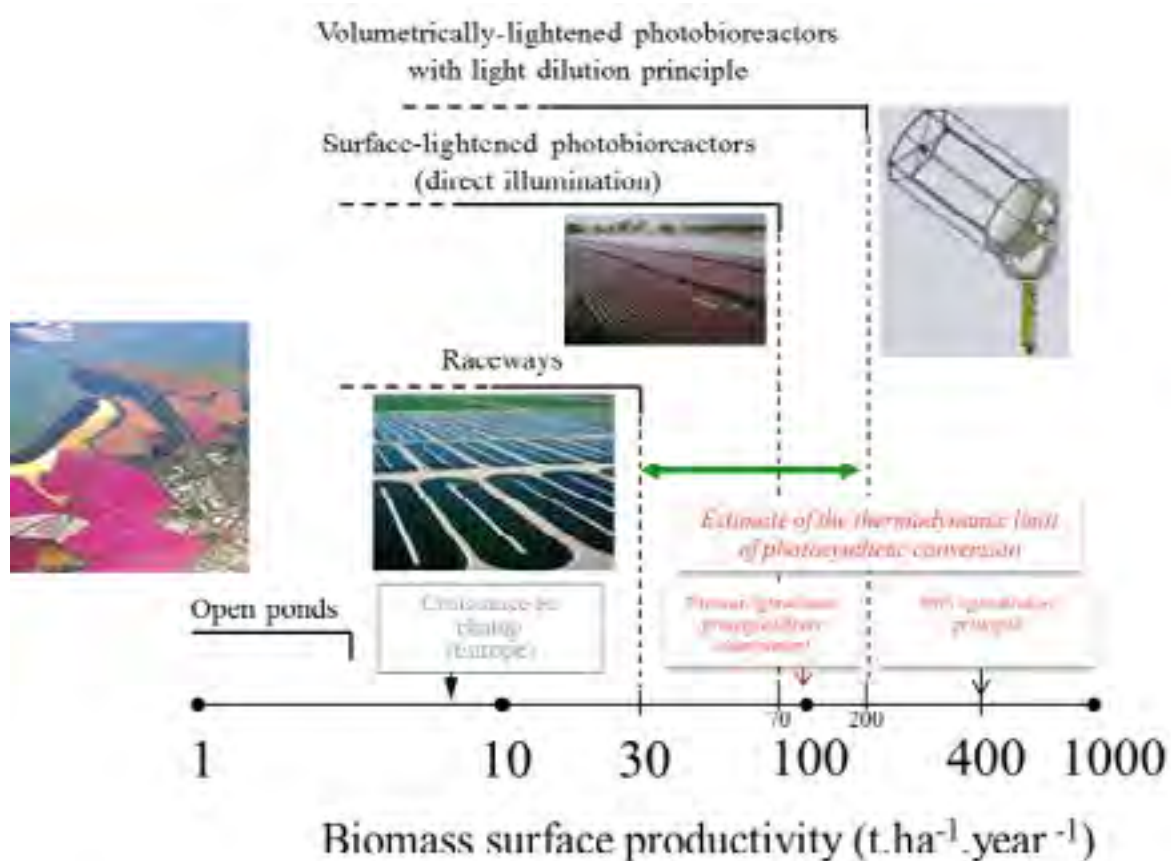 Volumetrically-lightened photobioreactors
with light dilution principle
Surface-lightened photobioreactors
(direct illumination)
Raceways
Estimate of the thermodynamic limit
of photosynthetic conversion
Open ponds
(Europe)
principle
70
200
1
10
30
100
400
1000
Biomass surface productivity (t.ha-1.year -1)